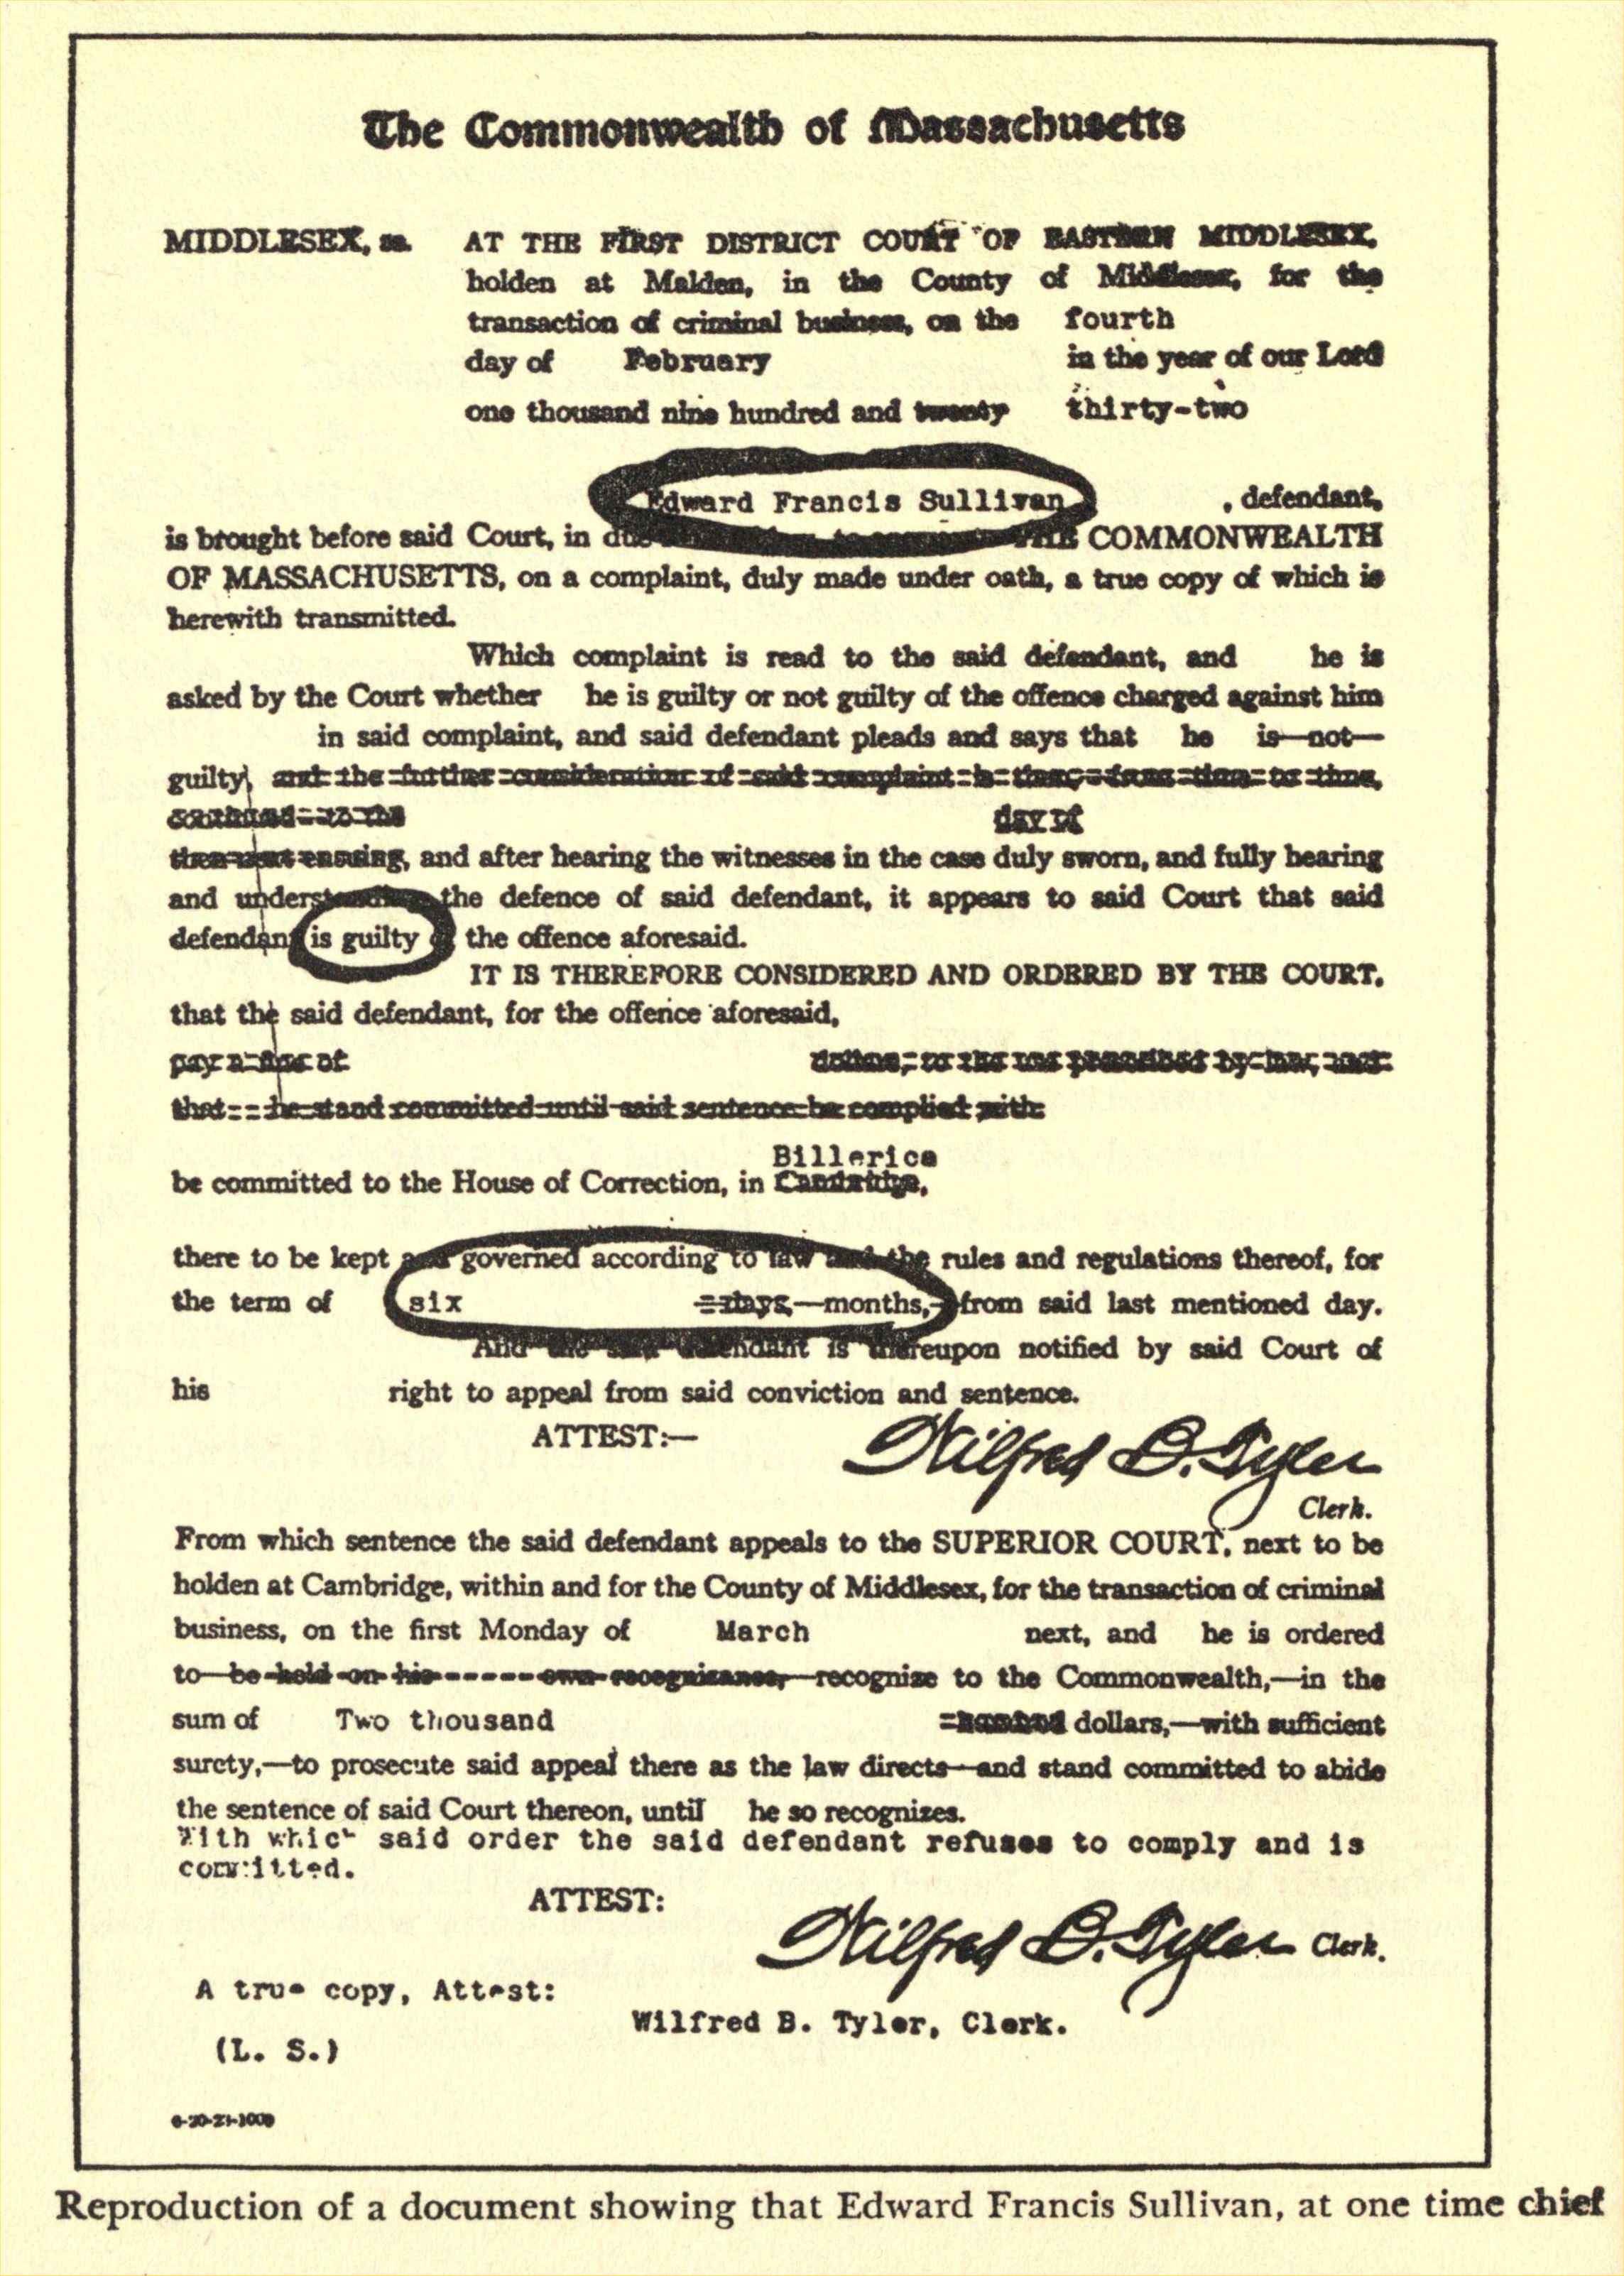 The Commonwealth of Massachusetts
MIDDLESEX, ss. AT THE FIRST DISTRICT COURT OF EASTERN MIDDLESEX,
holden at Malden, in the County of Middlesex, for the
transaction of criminal business, on the fourth
day of February in the year of our Lord
one thousand nine hundred and twenty thirty-two
Edward Francis Sullivan, defendant,
is brought before said Court, in due THE COMMONWEALTH
OF MASSACHUSETTS, on a complaint, duly made under oath, a true copy of which is
herewith transmitted.
Which complaint is read to the said defendant, and he is
asked by the Court whether he is guilty or not guilty of the offence charged against him
in said complaint, and said defendant pleads and says that he is—not—
guilty, and the further consideration of said complaint is then, from time to time,
continued to the day of
then next ensuing, and after hearing the witnesses in the case duly sworn, and fully hearing
and understanding the defence of said defendant, it appears to said Court that said
defendant is guilty of the offence aforesaid.
IT IS THEREFORE CONSIDERED AND ORDERED BY THE COURT,
that the said defendant, for the offence aforesaid,
pay a fine of dollars, to the use prescribed by law, and
that he stand committed until said sentence be complied with
Billerica
be committed to the House of Correction, in Cambridge,
there to be kept and governed according to law and the rules and regulations thereof, for
the term of six days,—months,—from said last mentioned day.
And the said defendant is thereupon notified by said Court of
his right to appeal from said conviction and sentence.
ATTEST:— Wilfred B. Tyler
Clerk.
From which sentence the said defendant appeals to the SUPERIOR COURT, next to be
holden at Cambridge, within and for the County of Middlesex, for the transaction of criminal
business, on the first Monday of March next, and he is ordered
to—be held on his own recognizance,—recognize to the Commonwealth,—in the
sum of Two thousand hundred dollars,—with sufficient
surety,—to prosecute said appeal there as the law directs—and stand committed to abide
the sentence of said Court thereon, until he so recognizes.
With which said order the said defendant refuses to comply and is
committed.
ATTEST:
Wilfred B. Tyler Clerk.
A true copy, Attest:
Wilfred B. Tyler, Clerk.
(L. S.)
6-20-21-1000
Reproduction of a document showing that Edward Francis Sullivan, at one time chief